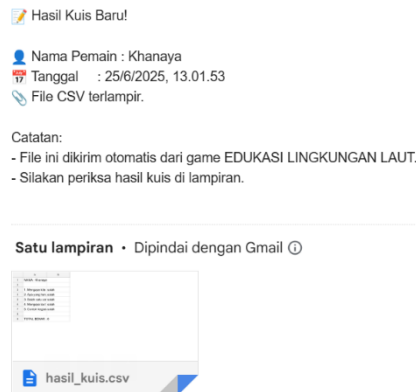 📝 Hasil Kuis Baru!
👤 Nama Pemain : Khanaya
📅 Tanggal : 25/6/2025, 13.01.53
📎 File CSV terlampir.
Catatan:
- File ini dikirim otomatis dari game EDUKASI LINGKUNGAN LAUT.
- Silakan periksa hasil kuis di lampiran.
Satu lampiran • Dipindai dengan Gmail
hasil_kuis.csv